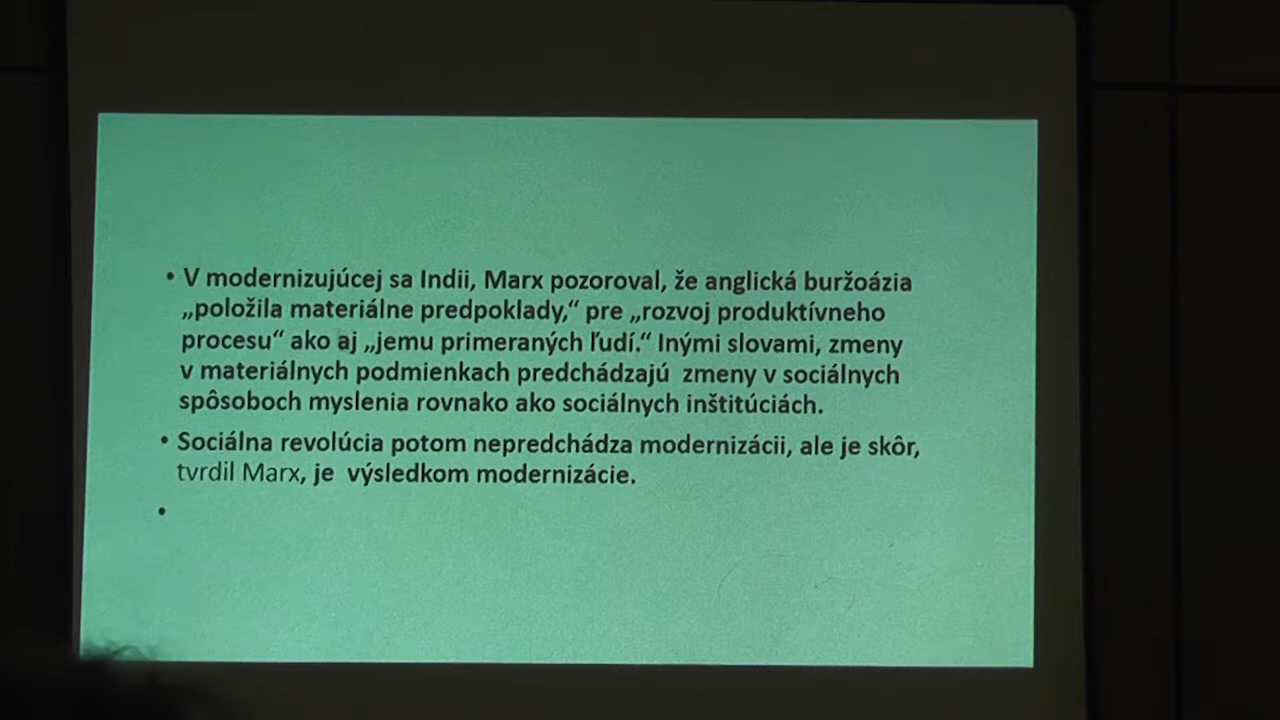 • V modernizujúcej sa Indii, Marx pozoroval, že anglická buržoázia
„položila materiálne predpoklady,“ pre „rozvoj produktívneho
procesu“ ako aj „jemu primeraných ľudí.“ Inými slovami, zmeny
v materiálnych podmienkach predchádzajú zmeny v sociálnych
spôsoboch myslenia rovnako ako sociálnych inštitúciách.
• Sociálna revolúcia potom nepredchádza modernizácii, ale je skôr,
tvrdil Marx, je výsledkom modernizácie.
•